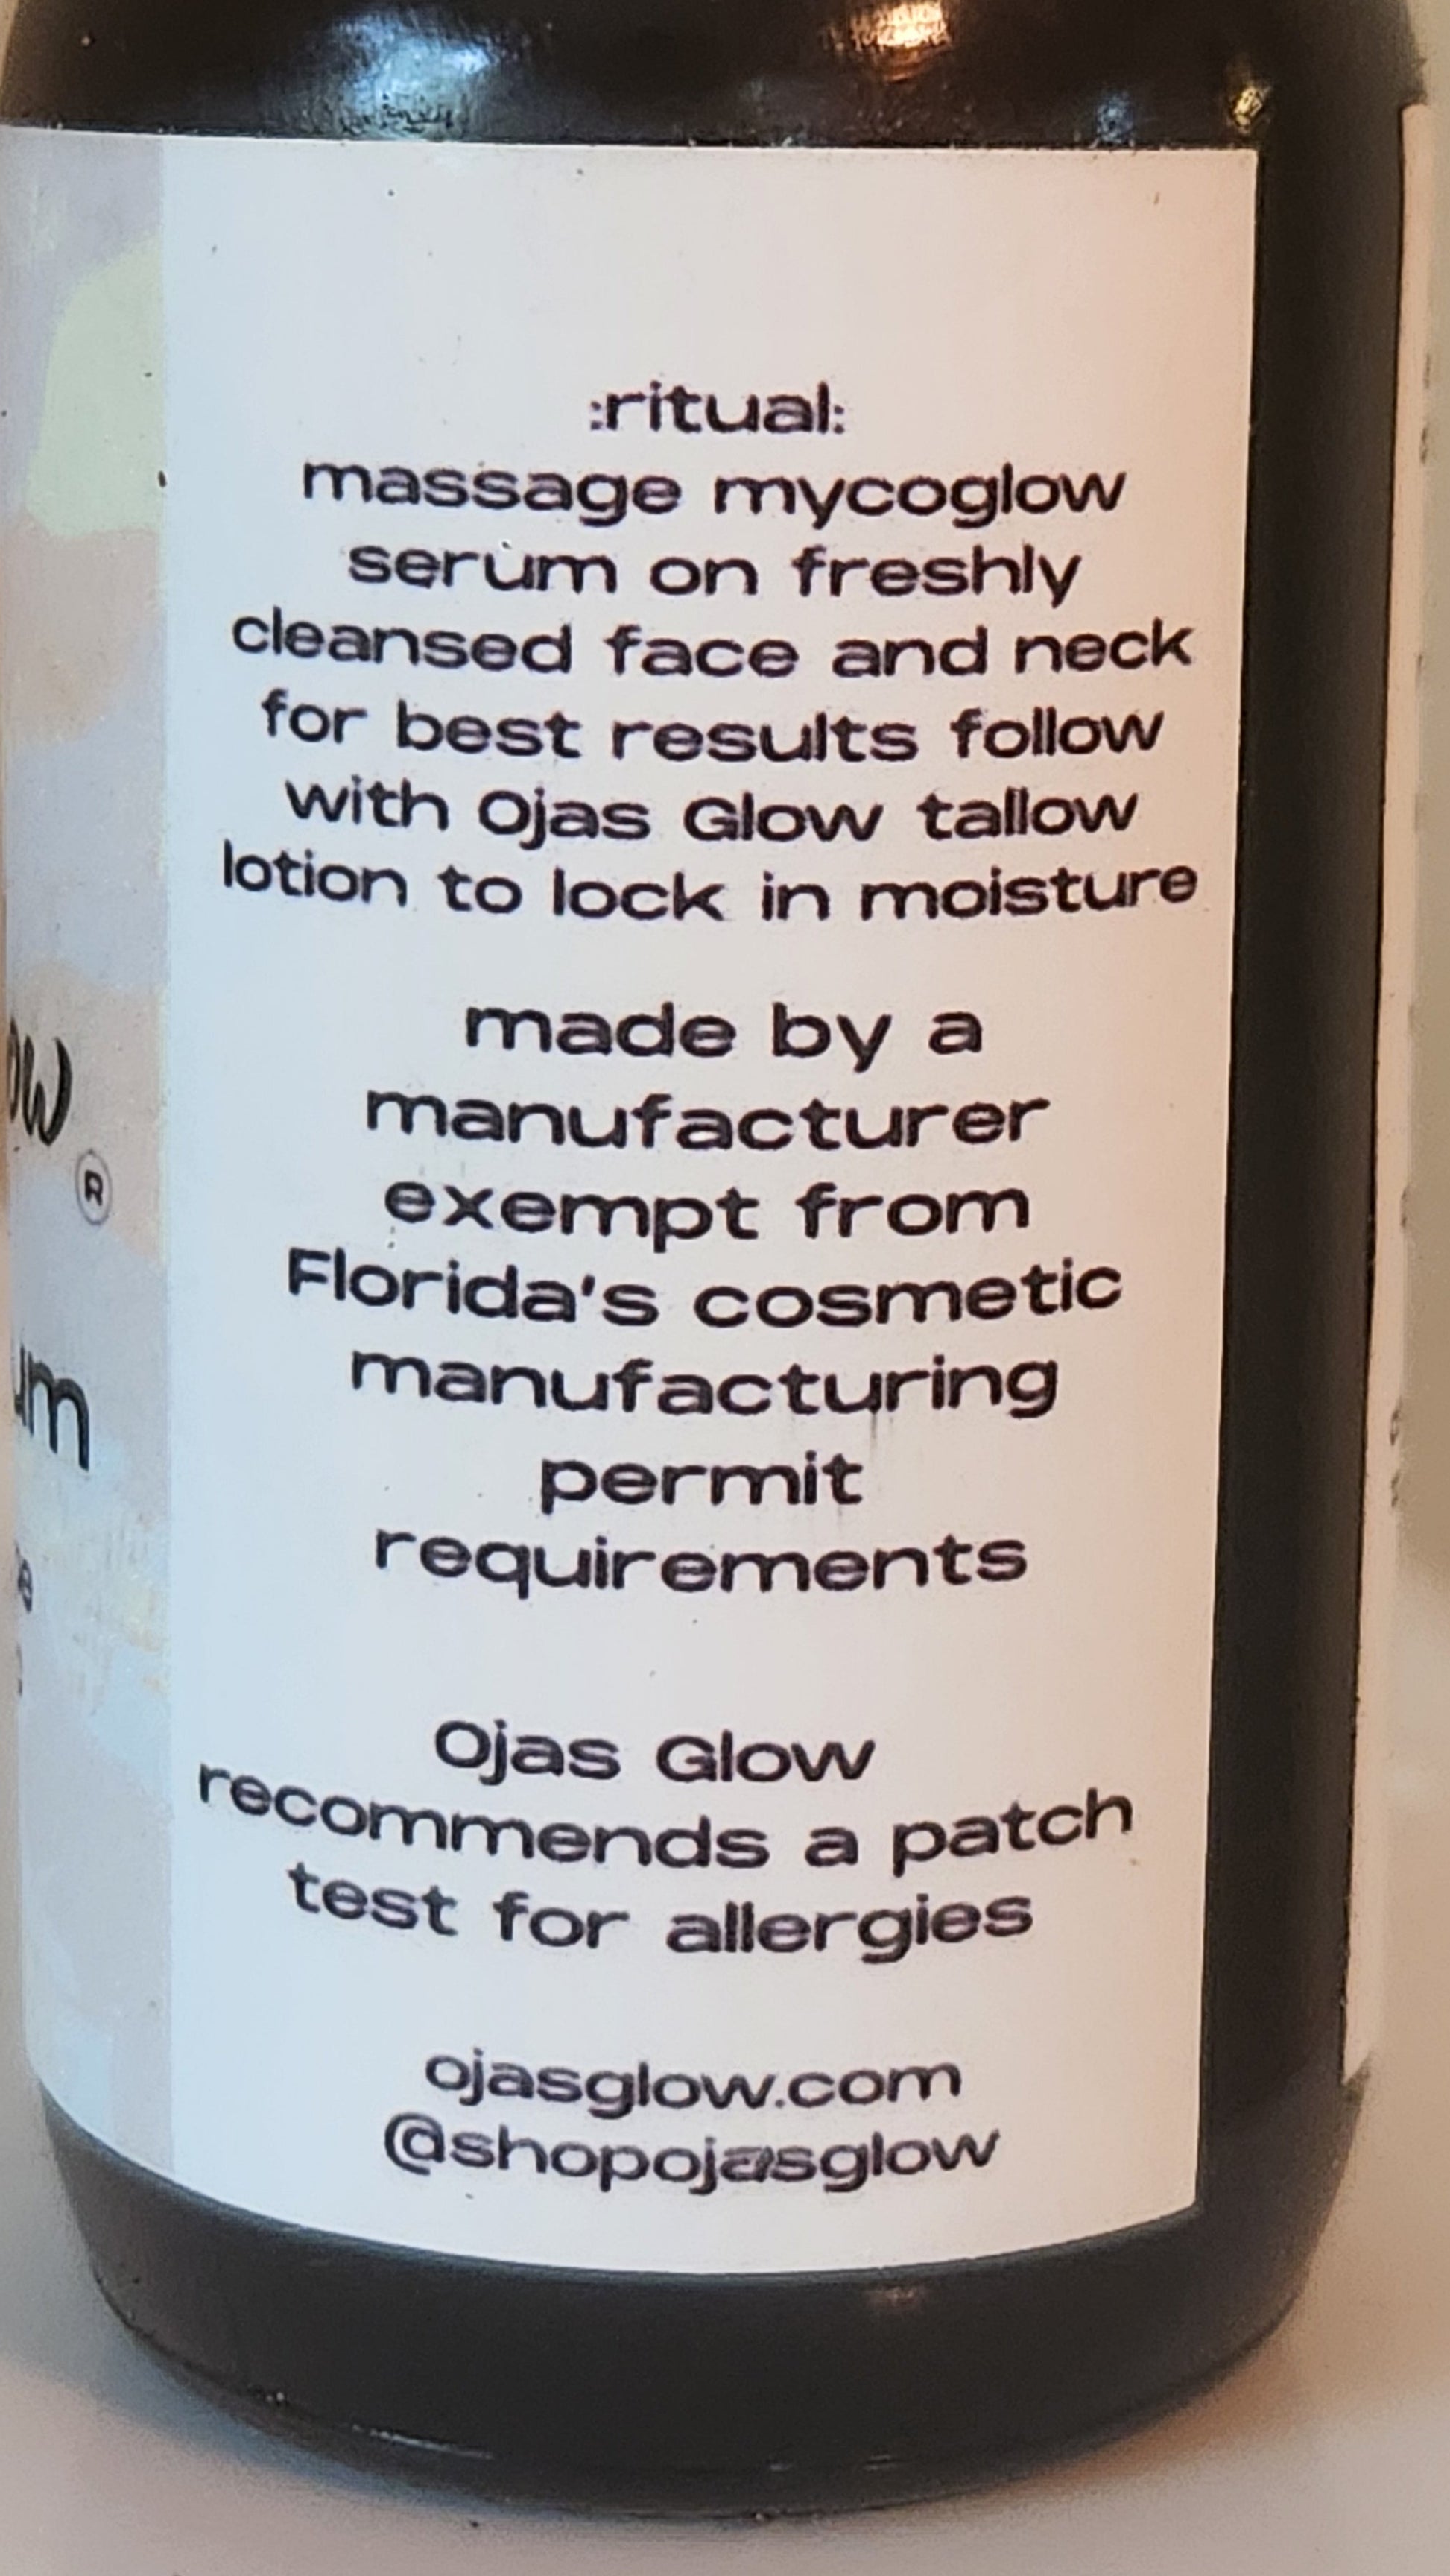 :ritual:
massage mycoglow
serum on freshly
cleansed face and neck
for best results follow
with Ojas Glow tallow
lotion to lock in moisture
made by a
manufacturer
exempt from
Florida's cosmetic
manufacturing
permit
requirements
Ojas Glow
recommends a patch
test for allergies
ojasglow.com
@shopojasglow